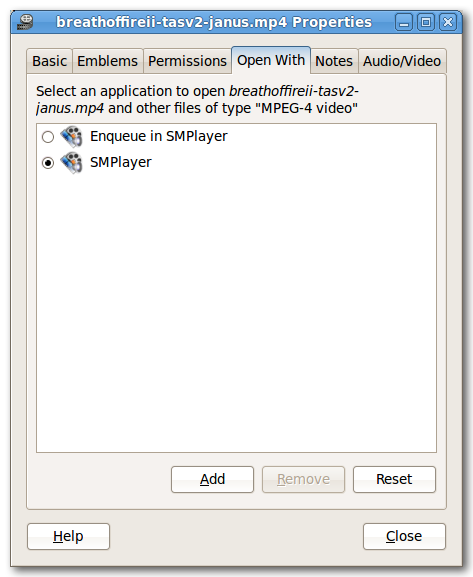 breathoffireii-tasv2-janus.mp4 Properties
Basic Emblems Permissions Open With Notes Audio/Video
Select an application to open breathoffireii-tasv2-
janus.mp4 and other files of type "MPEG-4 video"
Enqueue in SMPlayer
SMPlayer
Add Remove Reset
Help Close